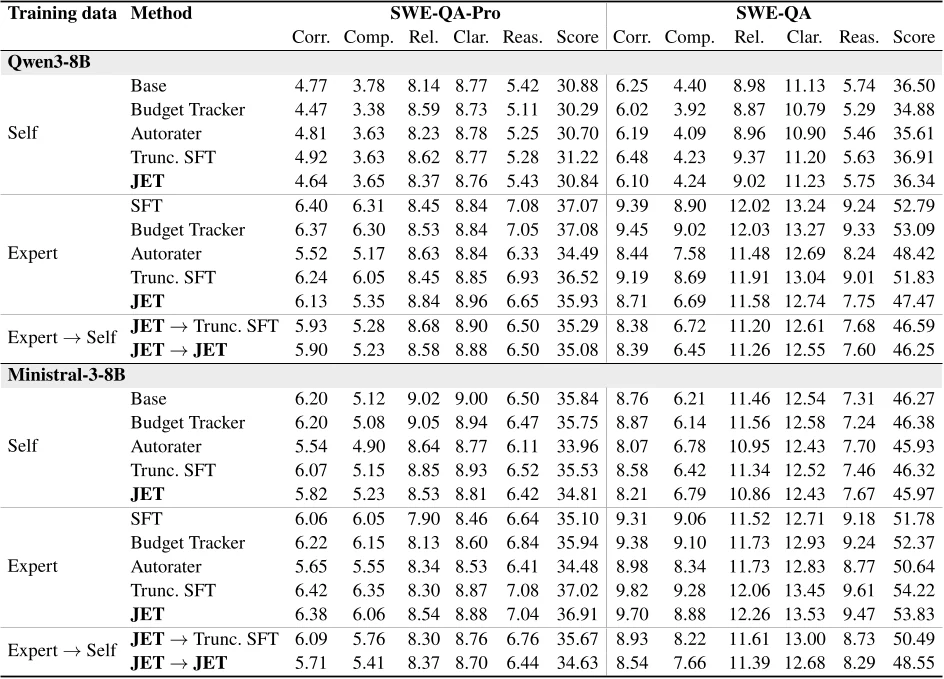 Training data Method SWE-QA-Pro SWE-QA
Corr. Comp. Rel. Clar. Reas. Score Corr. Comp. Rel. Clar. Reas. Score
Qwen3-8B
Base 4.77 3.78 8.14 8.77 5.42 30.88 6.25 4.40 8.98 11.13 5.74 36.50
Budget Tracker 4.47 3.38 8.59 8.73 5.11 30.29 6.02 3.92 8.87 10.79 5.29 34.88
Self Autorater 4.81 3.63 8.23 8.78 5.25 30.70 6.19 4.09 8.96 10.90 5.46 35.61
Trunc. SFT 4.92 3.63 8.62 8.77 5.28 31.22 6.48 4.23 9.37 11.20 5.63 36.91
JET 4.64 3.65 8.37 8.76 5.43 30.84 6.10 4.24 9.02 11.23 5.75 36.34
SFT 6.40 6.31 8.45 8.84 7.08 37.07 9.39 8.90 12.02 13.24 9.24 52.79
Budget Tracker 6.37 6.30 8.53 8.84 7.05 37.08 9.45 9.02 12.03 13.27 9.33 53.09
Expert Autorater 5.52 5.17 8.63 8.84 6.33 34.49 8.44 7.58 11.48 12.69 8.24 48.42
Trunc. SFT 6.24 6.05 8.45 8.85 6.93 36.52 9.19 8.69 11.91 13.04 9.01 51.83
JET 6.13 5.35 8.84 8.96 6.65 35.93 8.71 6.69 11.58 12.74 7.75 47.47
Expert → Self JET → Trunc. SFT 5.93 5.28 8.68 8.90 6.50 35.29 8.38 6.72 11.20 12.61 7.68 46.59
JET → JET 5.90 5.23 8.58 8.88 6.50 35.08 8.39 6.45 11.26 12.55 7.60 46.25
Ministral-3-8B
Base 6.20 5.12 9.02 9.00 6.50 35.84 8.76 6.21 11.46 12.54 7.31 46.27
Budget Tracker 6.20 5.08 9.05 8.94 6.47 35.75 8.87 6.14 11.56 12.58 7.24 46.38
Self Autorater 5.54 4.90 8.64 8.77 6.11 33.96 8.07 6.78 10.95 12.43 7.70 45.93
Trunc. SFT 6.07 5.15 8.85 8.93 6.52 35.53 8.58 6.42 11.34 12.52 7.46 46.32
JET 5.82 5.23 8.53 8.81 6.42 34.81 8.21 6.79 10.86 12.43 7.67 45.97
SFT 6.06 6.05 7.90 8.46 6.64 35.10 9.31 9.06 11.52 12.71 9.18 51.78
Budget Tracker 6.22 6.15 8.13 8.60 6.84 35.94 9.38 9.10 11.73 12.93 9.24 52.37
Expert Autorater 5.65 5.55 8.34 8.53 6.41 34.48 8.98 8.34 11.73 12.83 8.77 50.64
Trunc. SFT 6.42 6.35 8.30 8.87 7.08 37.02 9.82 9.28 12.06 13.45 9.61 54.22
JET 6.38 6.06 8.54 8.88 7.04 36.91 9.70 8.88 12.26 13.53 9.47 53.83
Expert → Self JET → Trunc. SFT 6.09 5.76 8.30 8.76 6.76 35.67 8.93 8.22 11.61 13.00 8.73 50.49
JET → JET 5.71 5.41 8.37 8.70 6.44 34.63 8.54 7.66 11.39 12.68 8.29 48.55